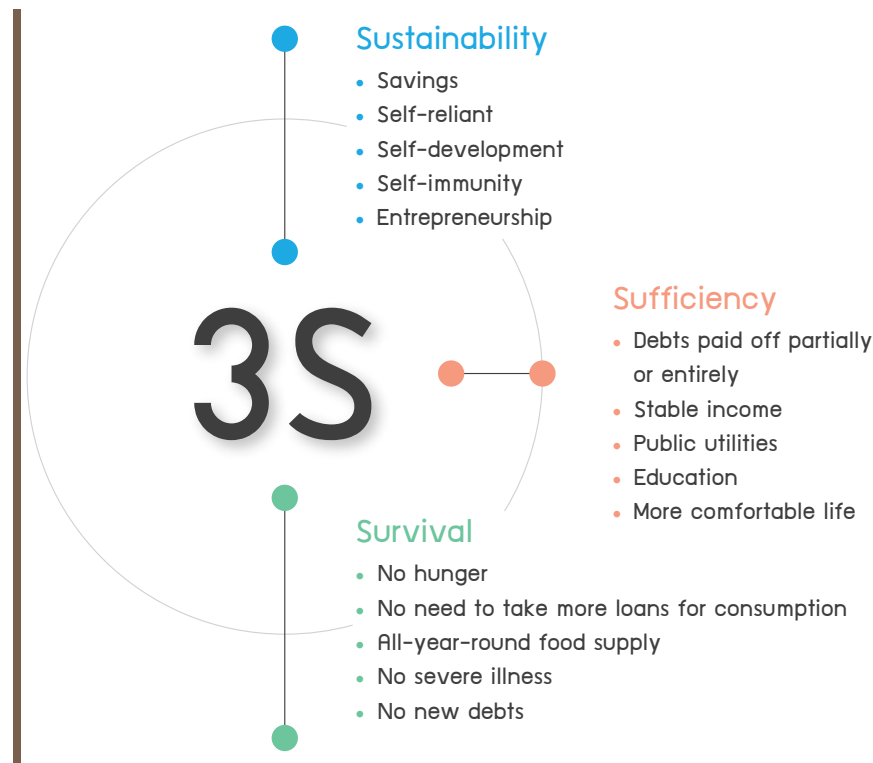 Sustainability
• Savings
• Self-reliant
• Self-development
• Self-immunity
• Entrepreneurship
3S
Sufficiency
• Debts paid off partially
or entirely
• Stable income
• Public utilities
• Education
• More comfortable life
Survival
• No hunger
• No need to take more loans for consumption
• All-year-round food supply
• No severe illness
• No new debts